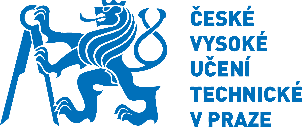 ČESKÉ
VYSOKÉ
UČENÍ
TECHNICKÉ
V PRAZE